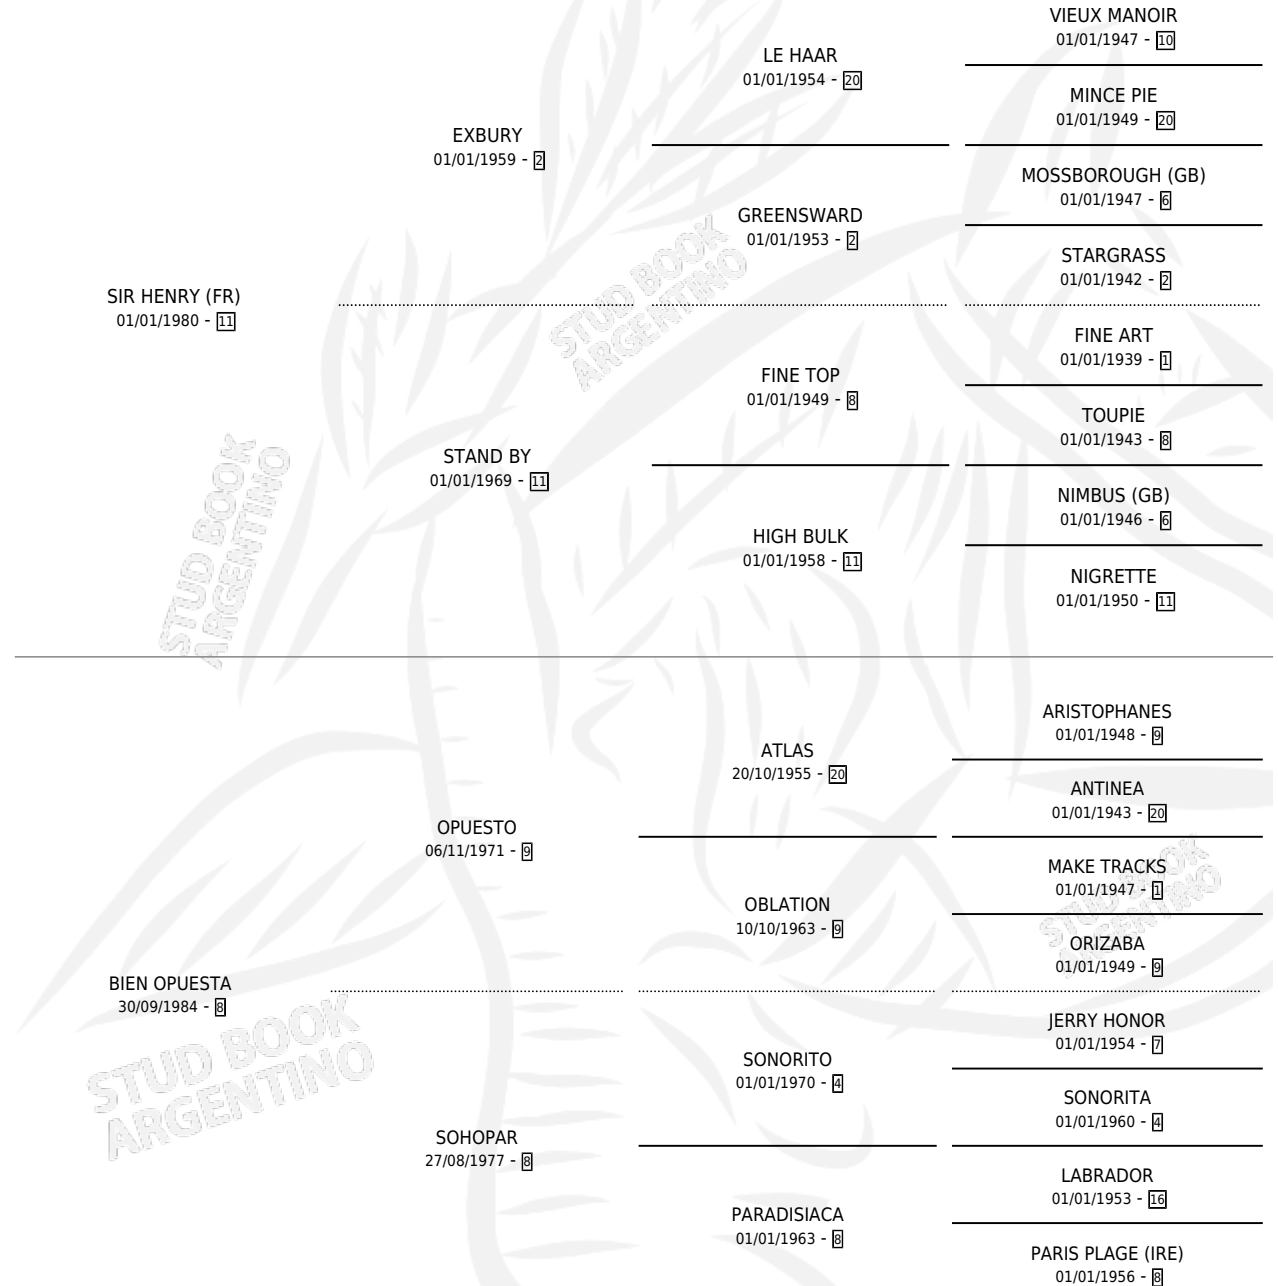 VIEUX MANOIR
01/01/1947 - 10
LE HAAR
01/01/1954 - 20
MINCE PIE
01/01/1949 - 20
EXBURY
01/01/1959 - 2
MOSSBOROUGH (GB)
01/01/1947 - 6
GREENSWARD
01/01/1953 - 2
STARGRASS
01/01/1942 - 2
SIR HENRY (FR)
01/01/1980 - 11
STUD BOOK
ARGENTINO
FINE ART
01/01/1939 - 1
FINE TOP
01/01/1949 - 8
TOUPIE
01/01/1943 - 8
STAND BY
01/01/1969 - 11
NIMBUS (GB)
01/01/1946 - 6
HIGH BULK
01/01/1958 - 11
NIGRETTE
01/01/1950 - 11
STUD BOOK
ARGENTINO
ARISTOPHANES
01/01/1948 - 9
ATLAS
20/10/1955 - 20
ANTINEA
01/01/1943 - 20
OPUESTO
06/11/1971 - 9
MAKE TRACKS
01/01/1947 - 1
OBLATION
10/10/1963 - 9
STUD BOOK
ARGENTINO
ORIZABA
01/01/1949 - 9
BIEN OPUESTA
30/09/1984 - 8
STUD BOOK
ARGENTINO
JERRY HONOR
01/01/1954 - 7
SONORITO
01/01/1970 - 4
SONORITA
01/01/1960 - 4
SOHOPAR
27/08/1977 - 8
LABRADOR
01/01/1953 - 16
PARADISIACA
01/01/1963 - 8
PARIS PLAGE (IRE)
01/01/1956 - 8